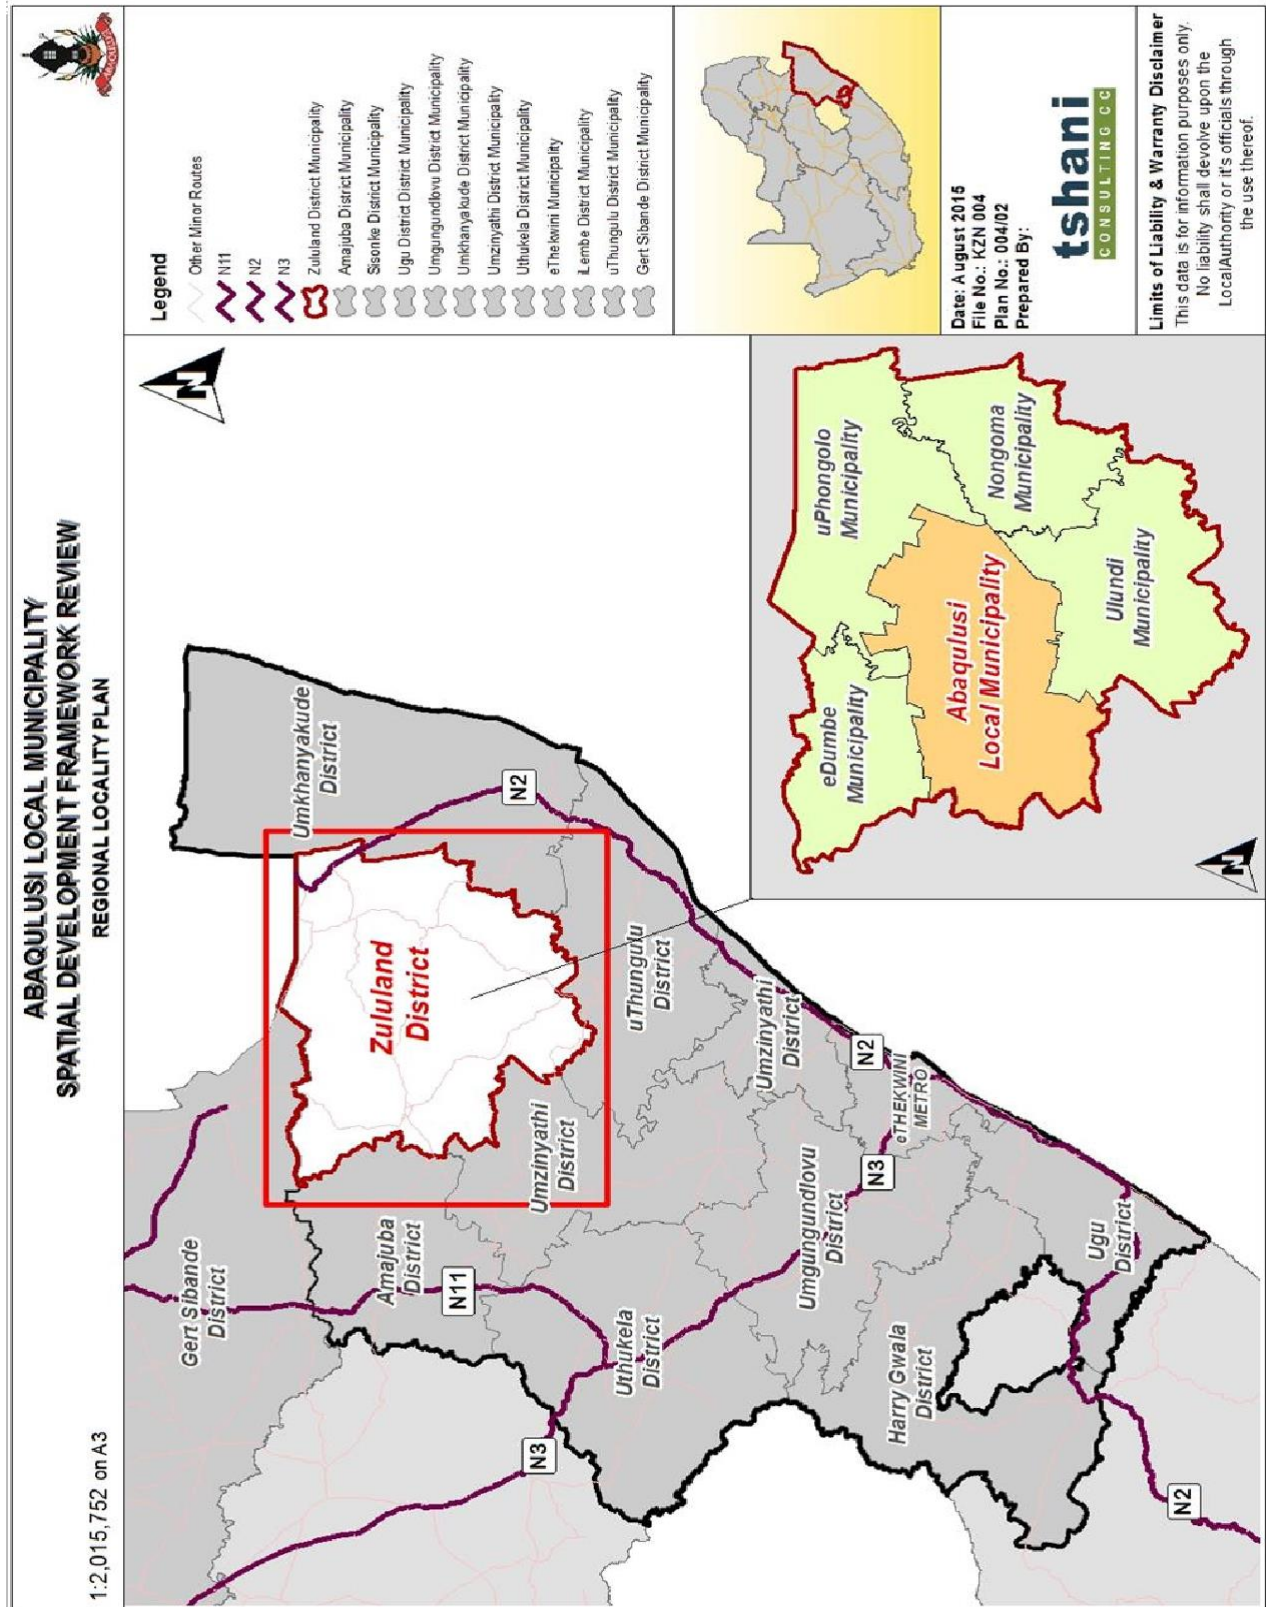 ABAQULUSI LOCAL MUNICIPALITY
SPATIAL DEVELOPMENT FRAMEWORK REVIEW
REGIONAL LOCALITY PLAN
1:2,015,752 on A3
N
Gert Sibande
District
Amajuba
District
N11
N3
Uthukela
District
Umzinyathi
District
Zululand
District
Umkhanyakude
District
N2
uThungulu
District
Umzinyathi
District
N2
eTHEKWINI
METRO
N3
Umgungundlovu
District
Harry Gwala
District
Ugu
District
N2
eDumbe
Municipality
uPhongolo
Municipality
Abaqulusi
Local Municipality
Nongoma
Municipality
Ulundi
Municipality
N
Legend
Other Minor Routes
N11
N2
N3
Zululand District Municipality
Amajuba District Municipality
Sisonke District Municipality
Ugu District District Municipality
Umgungundlovu District Municipality
Umkhanyakude District Municipality
Umzinyathi District Municipality
Uthukela District Municipality
eThekwini Municipality
iLembe District Municipality
uThungulu District Municipality
Gert Sibande District Municipality
Date: August 2015
File No.: KZN 004
Plan No.: 004/02
Prepared By:
tshani
CONSULTING CC
Limits of Liability & Warranty Disclaimer
This data is for information purposes only.
No liability shall devolve upon the
LocalAuthority or it's officials through
the use thereof.